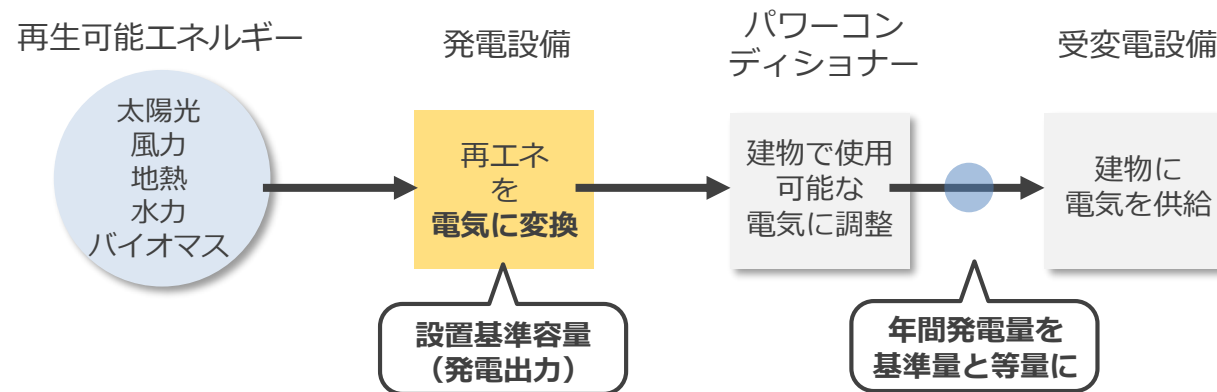 再生可能エネルギー
発電設備
パワーコン
ディショナー
受変電設備
太陽光
風力
地熱
水力
バイオマス
再エネ
を
電気に変換
建物で使用
可能な
電気に調整
建物に
電気を供給
設置基準容量
（発電出力）
年間発電量を
基準量と等量に